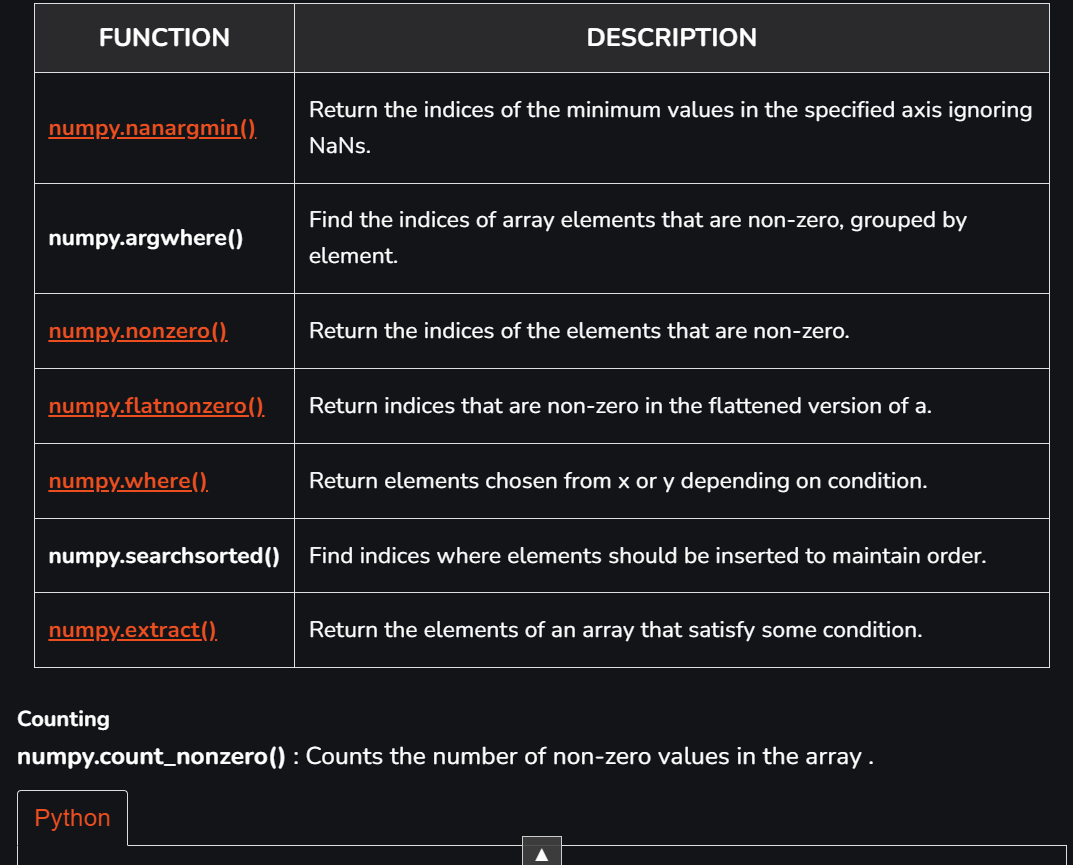 FUNCTION DESCRIPTION
numpy.nanargmin() Return the indices of the minimum values in the specified axis ignoring
NaNs.
numpy.argwhere() Find the indices of array elements that are non-zero, grouped by
element.
numpy.nonzero() Return the indices of the elements that are non-zero.
numpy.flatnonzero() Return indices that are non-zero in the flattened version of a.
numpy.where() Return elements chosen from x or y depending on condition.
numpy.searchsorted() Find indices where elements should be inserted to maintain order.
numpy.extract() Return the elements of an array that satisfy some condition.
Counting
numpy.count_nonzero() : Counts the number of non-zero values in the array .
Python